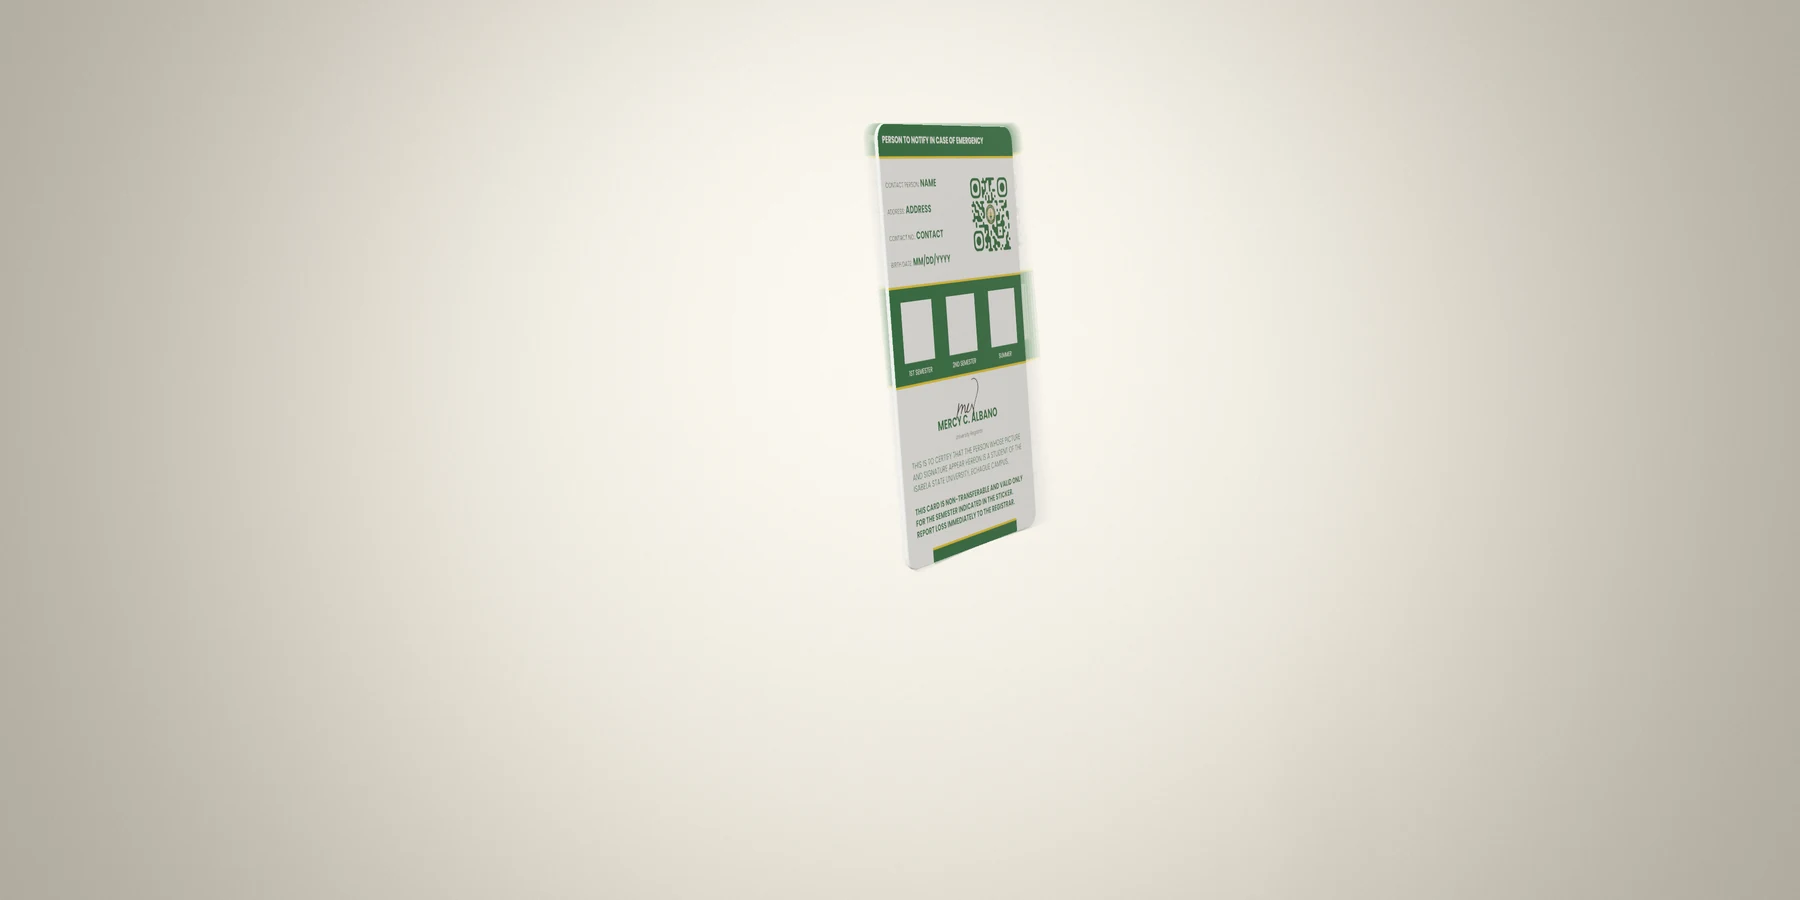 PERSON TO NOTIFY IN CASE OF EMERGENCY
CONTACT PERSON: NAME
ADDRESS: ADDRESS
CONTACT NO.: CONTACT
BIRTH DATE: MM/DD/YYYY
1ST SEMESTER
2ND SEMESTER
SUMMER
MERCY C. ALBANO
University Registrar
THIS IS TO CERTIFY THAT THE PERSON WHOSE PICTURE
AND SIGNATURE APPEAR HEREON IS A STUDENT OF THE
ISABELA STATE UNIVERSITY, ECHAGUE CAMPUS.
THIS CARD IS NON-TRANSFERABLE AND VALID ONLY
FOR THE SEMESTER INDICATED IN THE STICKER.
REPORT LOSS IMMEDIATELY TO THE REGISTRAR.